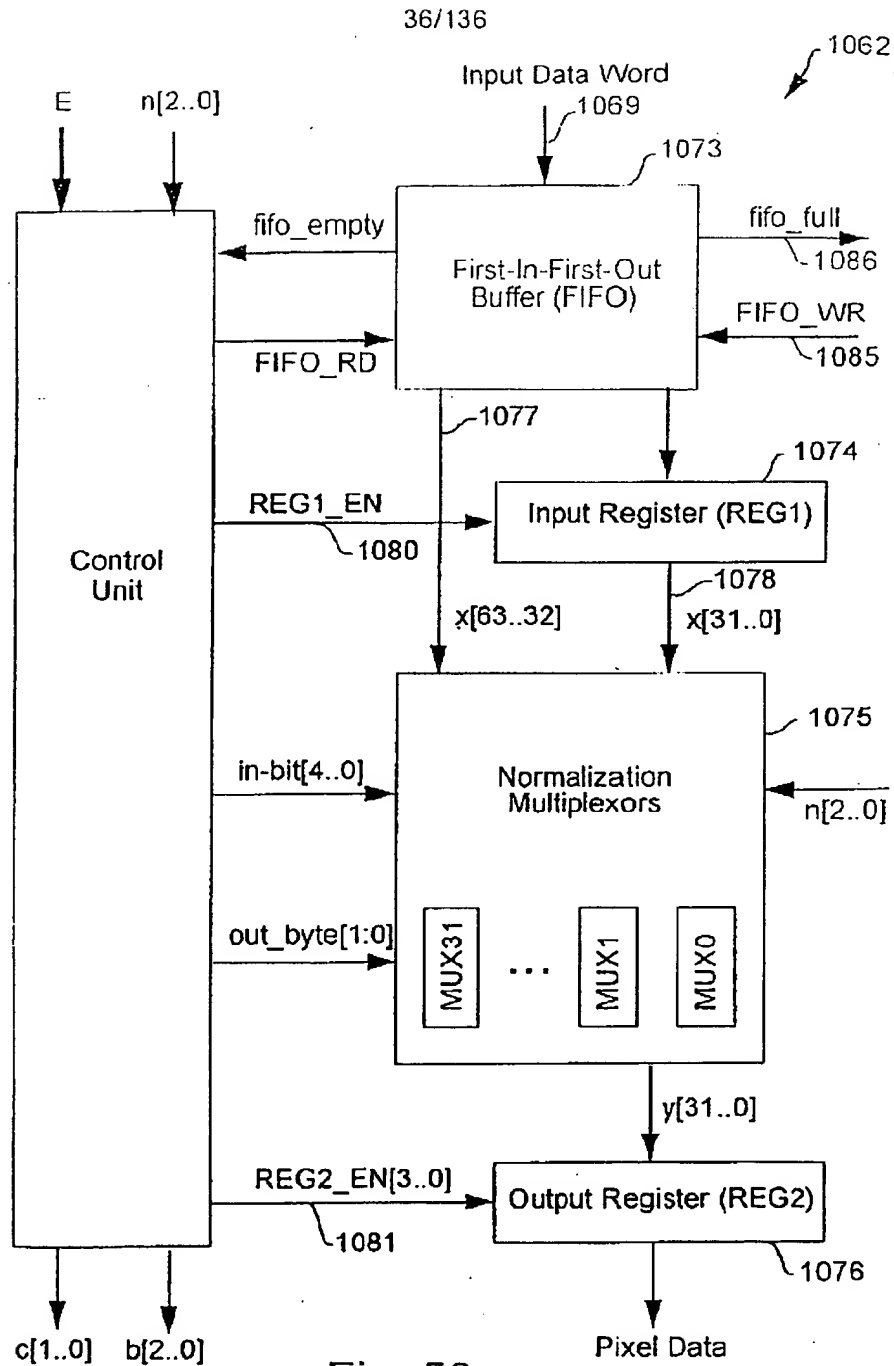 36/136
1062
Input Data Word
E
n[2..0]
1069
1073
fifo_empty
fifo_full
First-In-First-Out
Buffer (FIFO)
1086
FIFO_WR
FIFO_RD
1085
1077
1074
REG1_EN
Input Register (REG1)
Control
Unit
1080
1078
x[63..32]
x[31..0]
1075
in-bit[4..0]
Normalization
Multiplexors
n[2..0]
out_byte[1:0]
MUX31
...
MUX1
MUX0
y[31..0]
REG2_EN[3..0]
Output Register (REG2)
1081
1076
c[1..0]
b[2..0]
Pixel Data